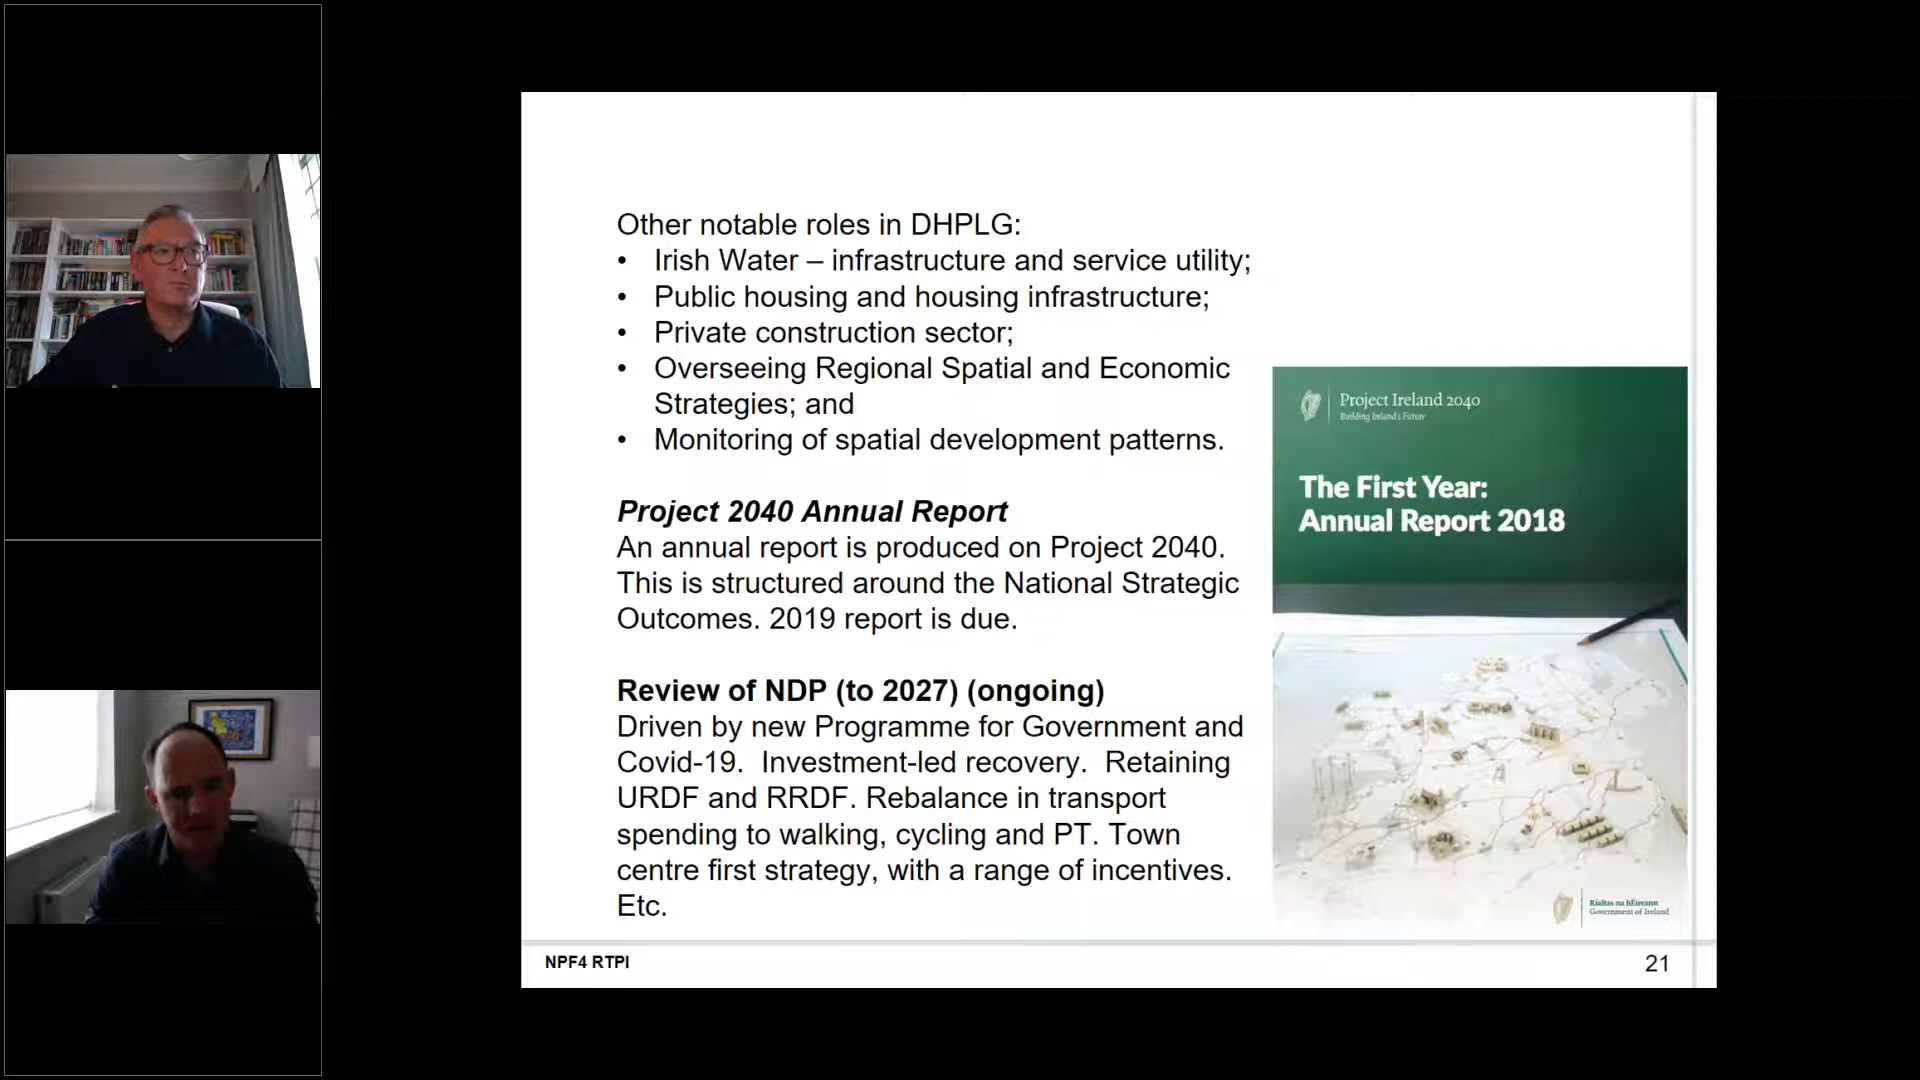 Other notable roles in DHPLG:
• Irish Water – infrastructure and service utility;
• Public housing and housing infrastructure;
• Private construction sector;
• Overseeing Regional Spatial and Economic
Strategies; and
• Monitoring of spatial development patterns.
Project 2040 Annual Report
An annual report is produced on Project 2040.
This is structured around the National Strategic
Outcomes. 2019 report is due.
Review of NDP (to 2027) (ongoing)
Driven by new Programme for Government and
Covid-19.  Investment-led recovery.  Retaining
URDF and RRDF. Rebalance in transport
spending to walking, cycling and PT. Town
centre first strategy, with a range of incentives.
Etc.
Project Ireland 2040
Building Ireland's Future
The First Year:
Annual Report 2018
Rialtas na hÉireann
Government of Ireland
NPF4 RTPI
21